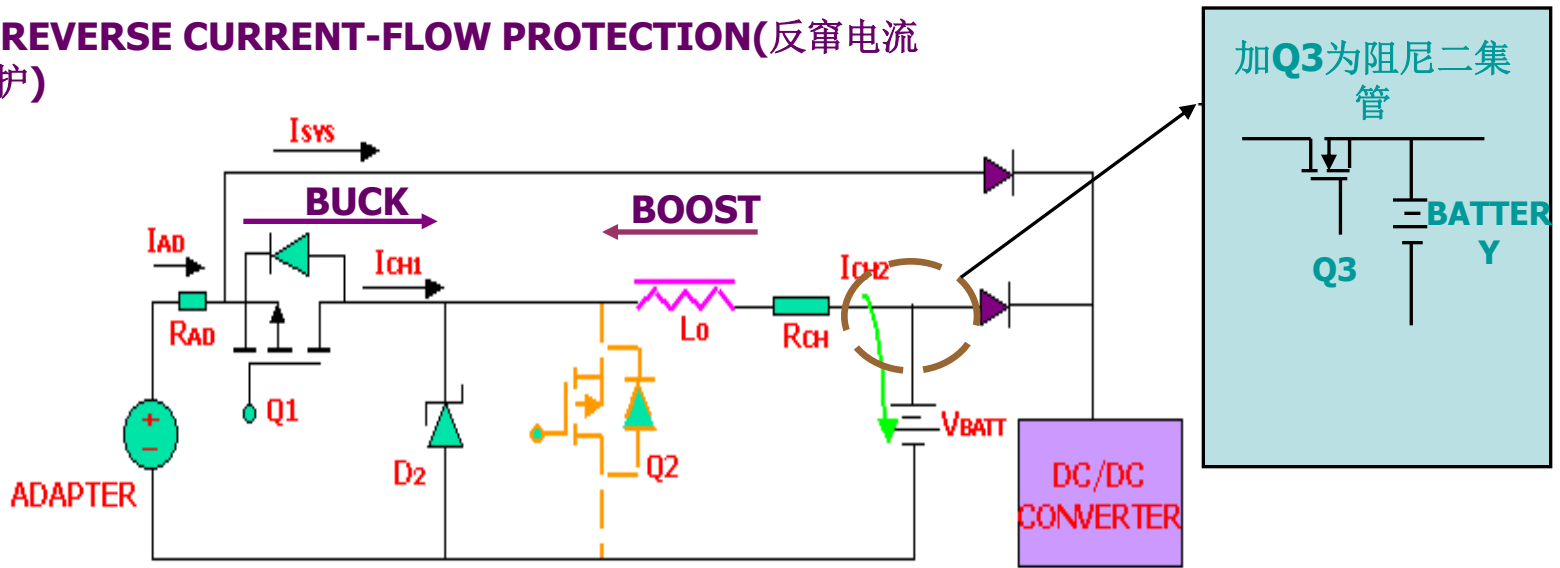 REVERSE CURRENT-FLOW PROTECTION(反窜电流
护)
加Q3为阻尼二集
管
ISYS
BUCK
BOOST
IAD
ICH1
ICH2
RAD
LO
RCH
Q1
D2
Q2
VBATT
ADAPTER
DC/DC
CONVERTER
BATTER
Y
Q3